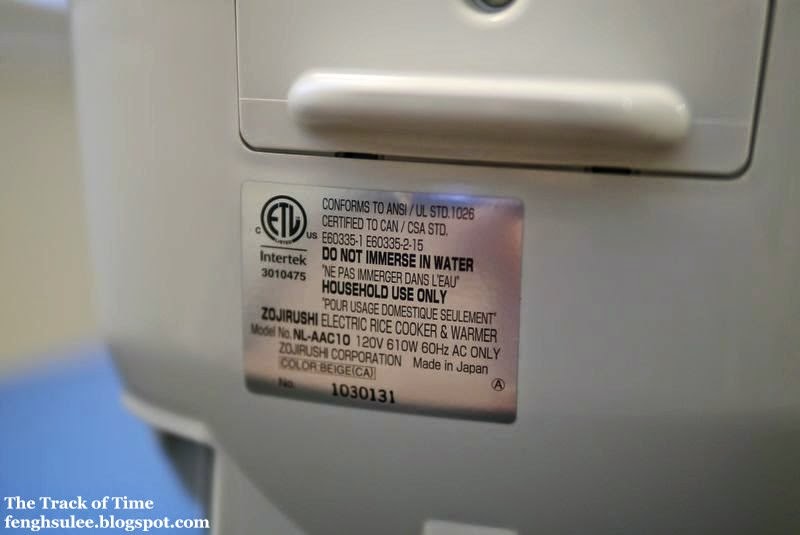 CONFORMS TO ANSI / UL STD.1026
CERTIFIED TO CAN / CSA STD.
E60335-1 E60335-2-15
C ETL US
LISTED
Intertek
3010475
DO NOT IMMERSE IN WATER
"NE PAS IMMERGER DANS L'EAU"
HOUSEHOLD USE ONLY
"POUR USAGE DOMESTIQUE SEULEMENT"
ZOJIRUSHI ELECTRIC RICE COOKER & WARMER
Model No. NL-AAC10 120V 610W 60Hz AC ONLY
ZOJIRUSHI CORPORATION Made in Japan
COLOR:BEIGE(CA)
A
No. 1030131
The Track of Time
fenghsulee.blogspot.com